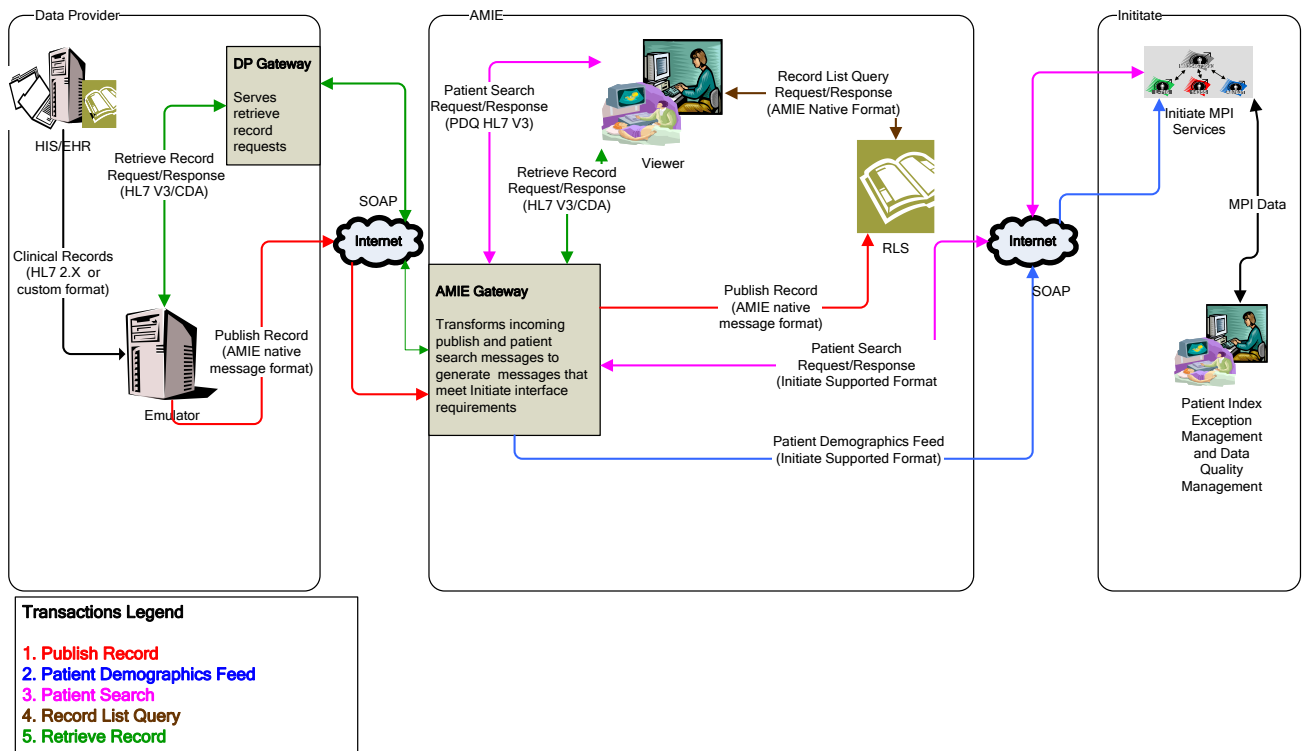 Data Provider
HIS/EHR
DP Gateway
Serves
retrieve
record
requests
Retrieve Record
Request/Response
(HL7 V3/CDA)
Clinical Records
(HL7 2.X or
custom format)
Emulator
Publish Record
(AMIE native
message format)
SOAP
Internet
AMIE
Patient Search
Request/Response
(PDQ HL7 V3)
Viewer
Retrieve Record
Request/Response
(HL7 V3/CDA)
Record List Query
Request/Response
(AMIE Native Format)
RLS
AMIE Gateway
Transforms incoming
publish and patient
search messages to
generate messages that
meet Initiate interface
requirements
Publish Record
(AMIE native
message format)
Patient Search
Request/Response
(Initiate Supported Format
Patient Demographics Feed
(Initiate Supported Format)
Internet
SOAP
Inititate
Initiate MPI
Services
MPI Data
Patient Index
Exception
Management
and Data
Quality
Management
Transactions Legend
1. Publish Record
2. Patient Demographics Feed
3. Patient Search
4. Record List Query
5. Retrieve Record